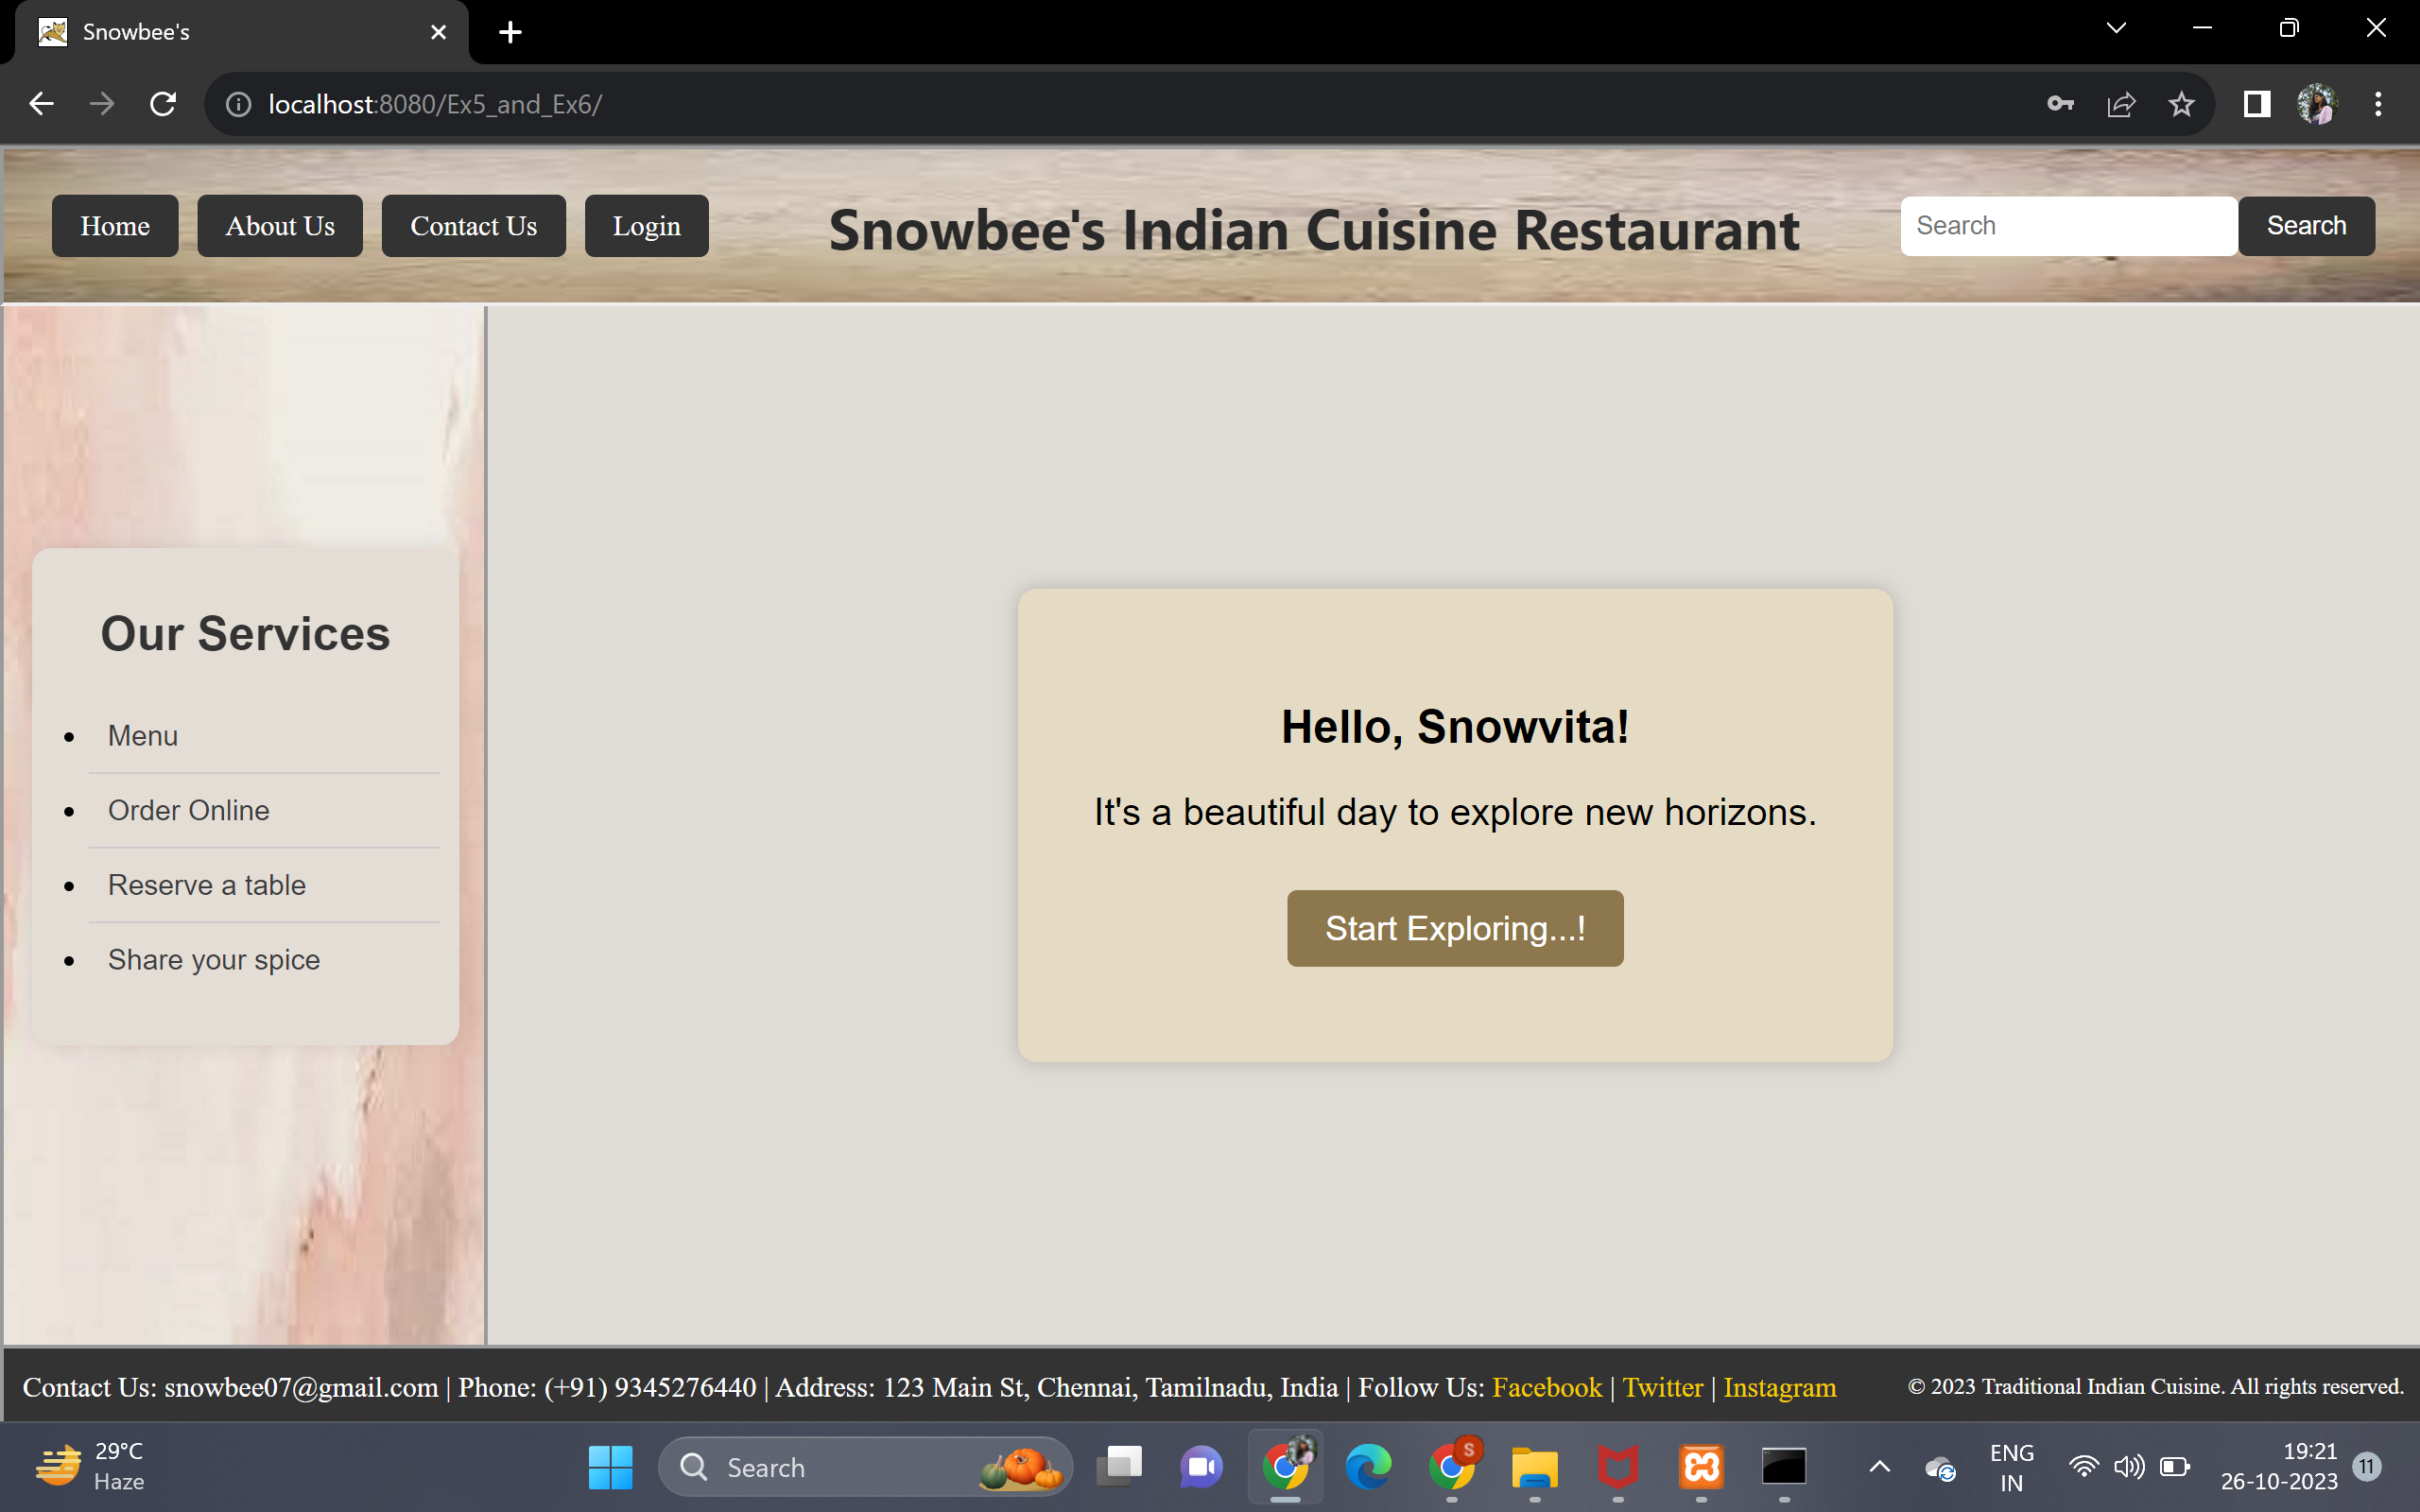 Snowbee's
localhost:8080/Ex5_and_Ex6/
Home About Us Contact Us Login Snowbee's Indian Cuisine Restaurant Search Search
Our Services
Menu
Order Online
Reserve a table
Share your spice
Hello, Snowvita!
It's a beautiful day to explore new horizons.
Start Exploring...!
Contact Us: snowbee07@gmail.com | Phone: (+91) 9345276440 | Address: 123 Main St, Chennai, Tamilnadu, India | Follow Us: Facebook | Twitter | Instagram © 2023 Traditional Indian Cuisine. All rights reserved.
29°C
Haze
Search
S
ENG
IN
19:21
26-10-2023
11